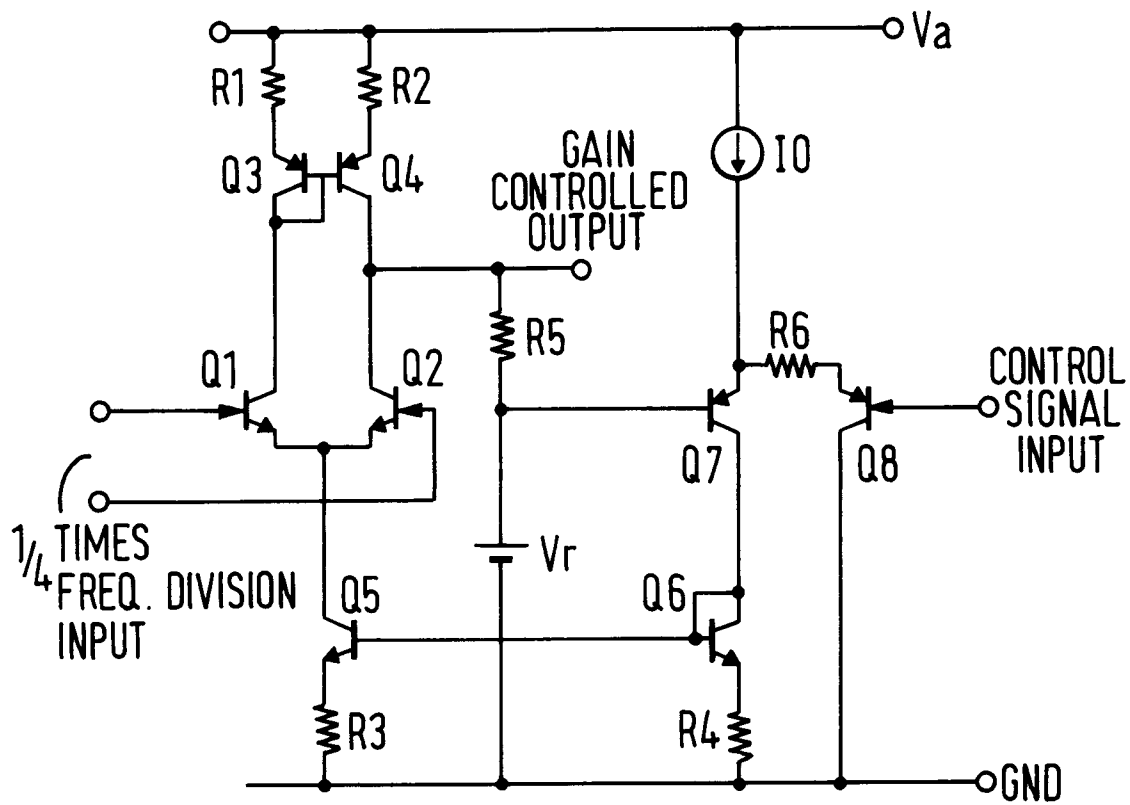 Va
R1
R2
I0
Q3
Q4
GAIN
CONTROLLED
OUTPUT
R5
R6
Q1
Q2
CONTROL
SIGNAL
INPUT
Q7
Q8
1/4 TIMES
FREQ. DIVISION
INPUT
Vr
Q5
Q6
R3
R4
GND